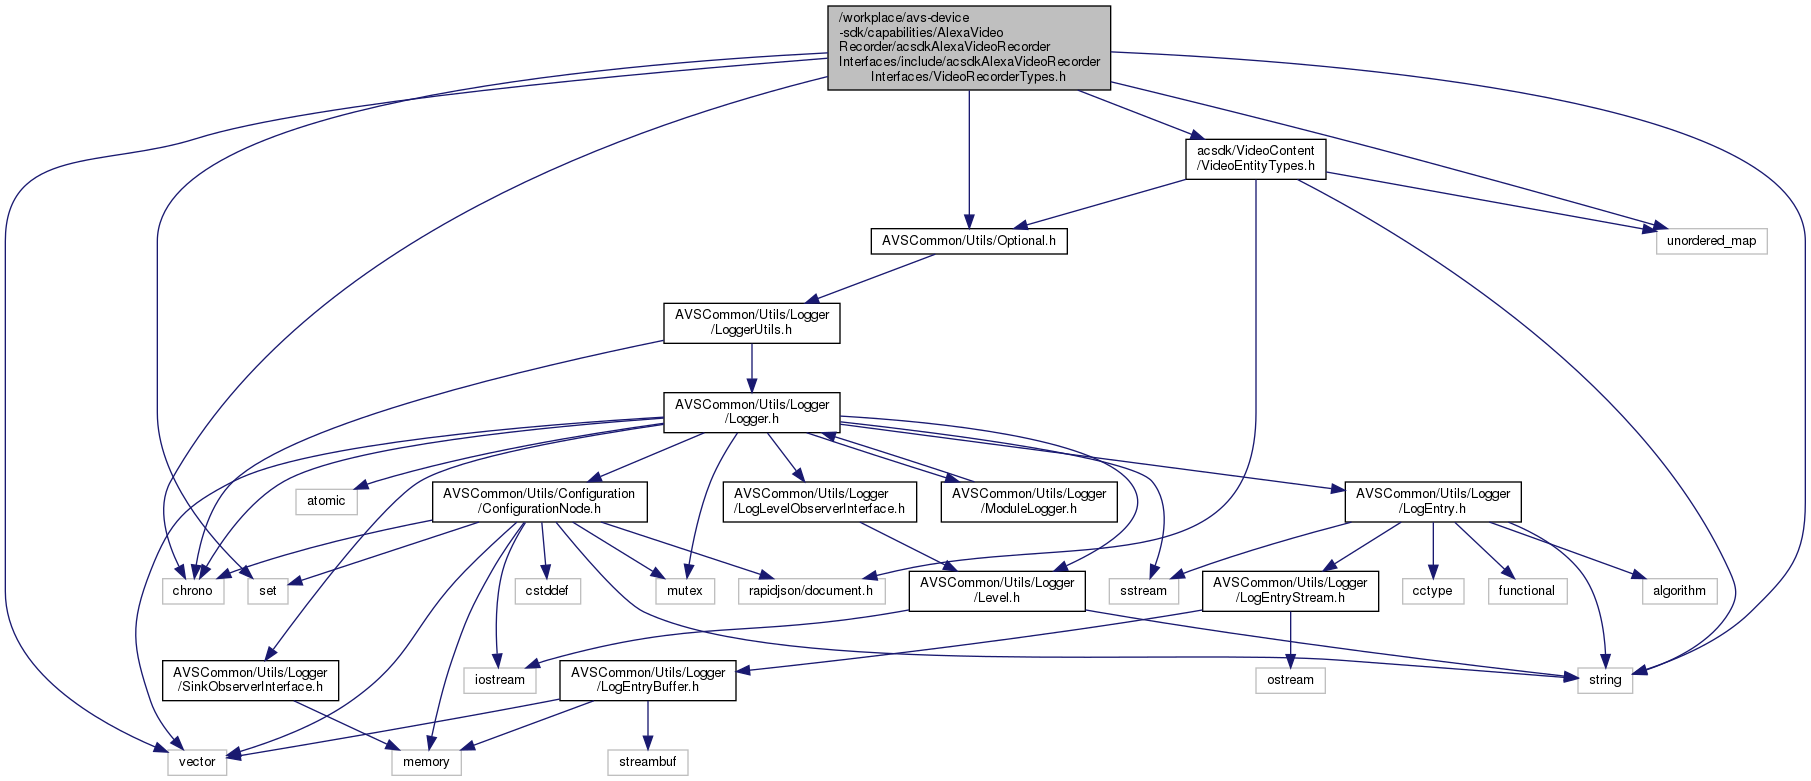 /workplace/avs-device
-sdk/capabilities/AlexaVideo
Recorder/acsdkAlexaVideoRecorder
Interfaces/include/acsdkAlexaVideoRecorder
Interfaces/VideoRecorderTypes.h
acsdk/VideoContent
/VideoEntityTypes.h
AVSCommon/Utils/Optional.h
unordered_map
AVSCommon/Utils/Logger
/LoggerUtils.h
AVSCommon/Utils/Logger
/Logger.h
atomic
AVSCommon/Utils/Configuration
/ConfigurationNode.h
AVSCommon/Utils/Logger
/LogLevelObserverInterface.h
AVSCommon/Utils/Logger
/ModuleLogger.h
AVSCommon/Utils/Logger
/LogEntry.h
chrono
set
cstddef
mutex
rapidjson/document.h
AVSCommon/Utils/Logger
/Level.h
sstream
AVSCommon/Utils/Logger
/LogEntryStream.h
cctype
functional
algorithm
AVSCommon/Utils/Logger
/SinkObserverInterface.h
iostream
AVSCommon/Utils/Logger
/LogEntryBuffer.h
ostream
string
vector
memory
streambuf